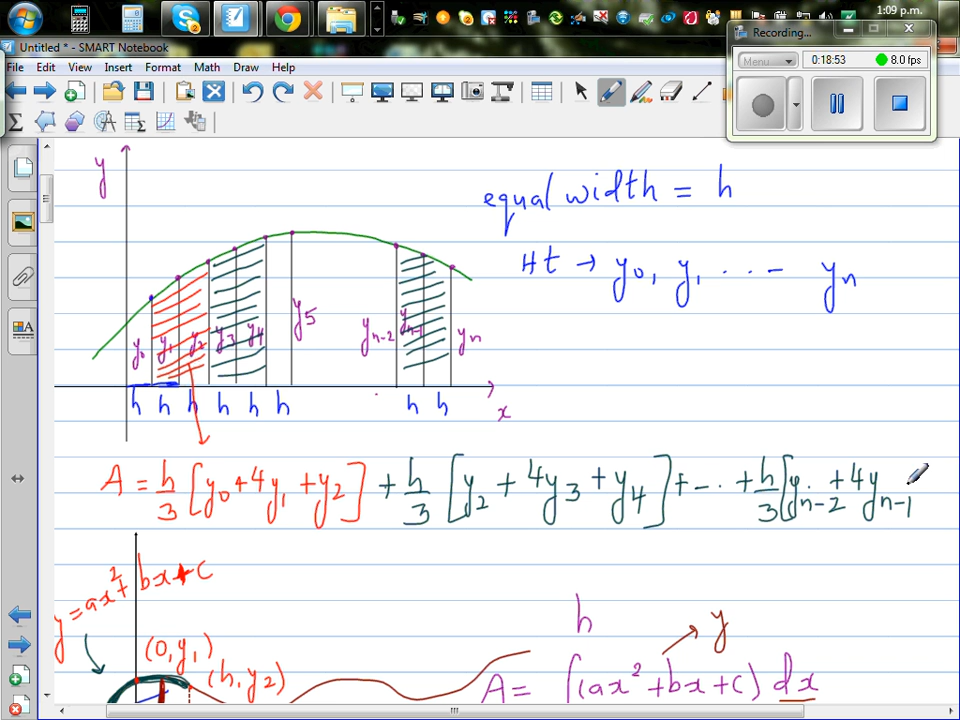 1:09 pm
Untitled * - SMART Notebook
Recording...
File Edit View Insert Format Math Draw Help
Menu 0:18:53 8.0 fps
y
equal width = h
Ht → y0, y1 ... - yn
y5
y0 y1 y2 y3 y4 yn-2 yn-1 yn
h h h h h h h h
x
A = h/3 [y0 + 4y1 + y2] + h/3 [y2 + 4y3 + y4] + -.. + h/3 [yn-2 + 4yn-1
y = ax² + bx + c
h
y
(0, y1)
(h, y2)
A = ∫(ax² + bx + c) dx